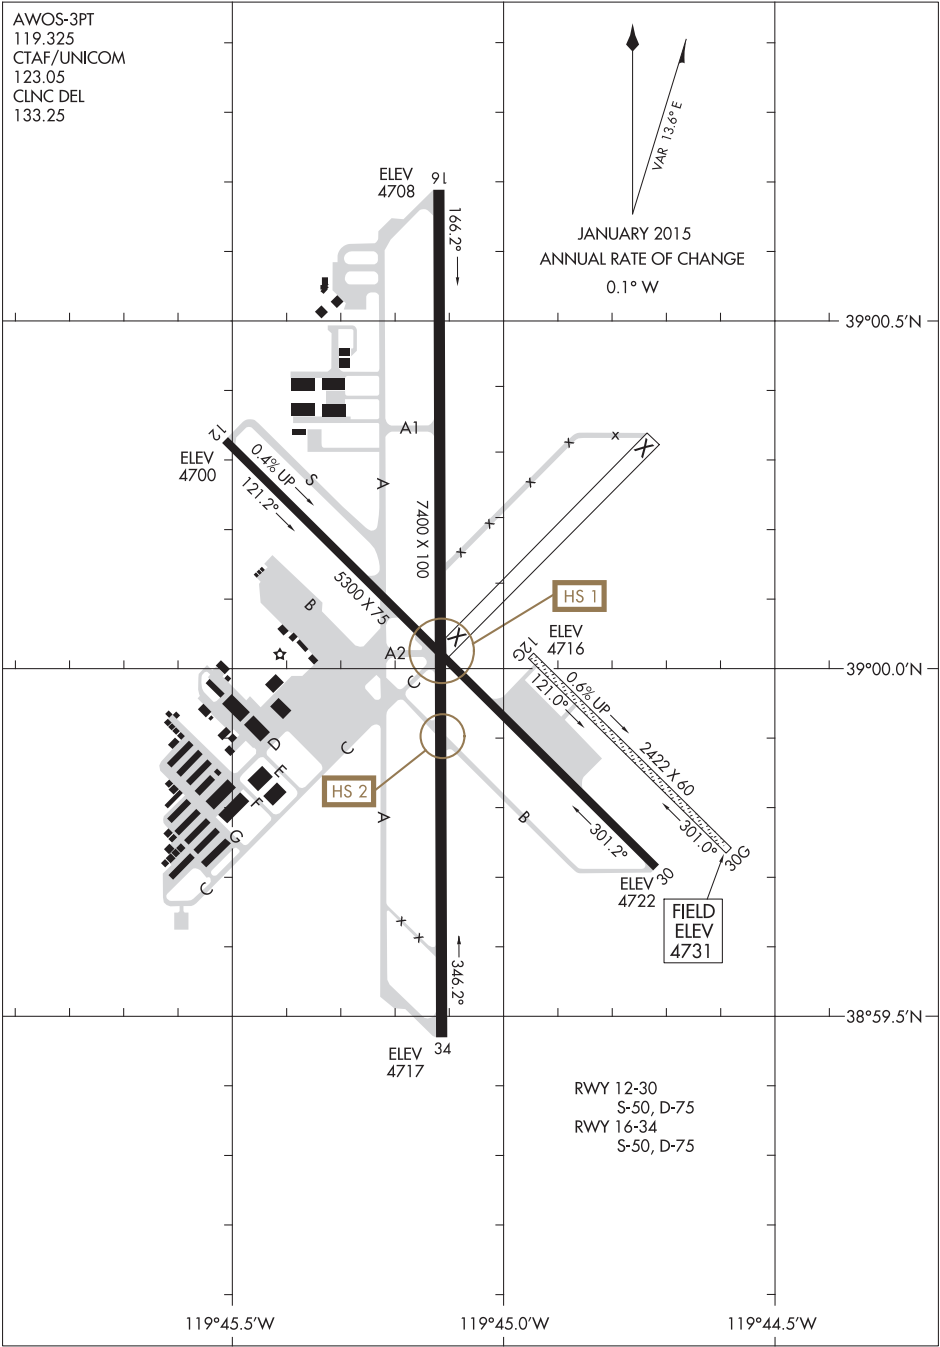 AWOS-3PT
119.325
CTAF/UNICOM
123.05
CLNC DEL
133.25
VAR 13.6° E
JANUARY 2015
ANNUAL RATE OF CHANGE
0.1° W
ELEV
4708
16
166.2°
39°00.5'N
A1
12
ELEV
4700
0.4% UP
121.2°
S
A
7400 X 100
X
5300 X 75
B
HS 1
X
A2
C
ELEV
4716
12G
39°00.0'N
0.6% UP
121.0°
2422 X 60
301.0°
30G
D
E
F
G
C
C
HS 2
A
B
301.2°
ELEV
4722
30
FIELD
ELEV
4731
346.2°
38°59.5'N
ELEV
4717
34
RWY 12-30
S-50, D-75
RWY 16-34
S-50, D-75
119°45.5'W
119°45.0'W
119°44.5'W